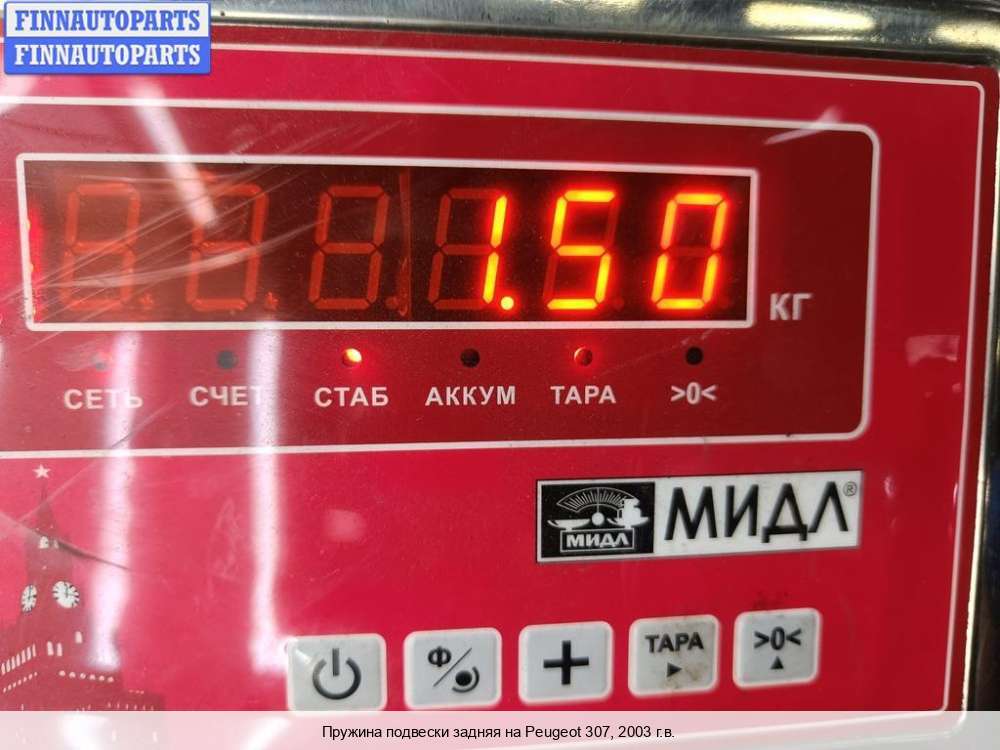 FINNAUTOPARTS
FINNAUTOPARTS
1.50
КГ
СЕТЬ СЧЕТ СТАБ АККУМ ТАРА >0<
МИДЛ МИДЛ®
Ф ТАРА >0<
Пружина подвески задняя на Peugeot 307, 2003 г.в.